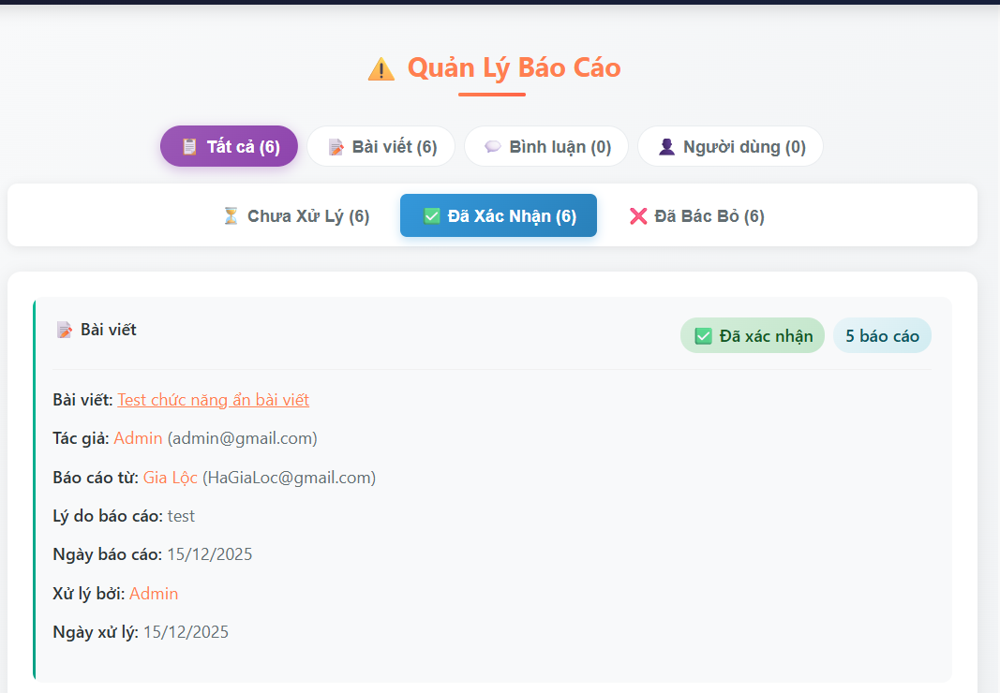 Quản Lý Báo Cáo
Tất cả (6)
Bài viết (6)
Bình luận (0)
Người dùng (0)
Chưa Xử Lý (6)
Đã Xác Nhận (6)
Đã Bác Bỏ (6)
Bài viết
Đã xác nhận
5 báo cáo
Bài viết: Test chức năng ẩn bài viết
Tác giả: Admin (admin@gmail.com)
Báo cáo từ: Gia Lộc (HaGiaLoc@gmail.com)
Lý do báo cáo: test
Ngày báo cáo: 15/12/2025
Xử lý bởi: Admin
Ngày xử lý: 15/12/2025